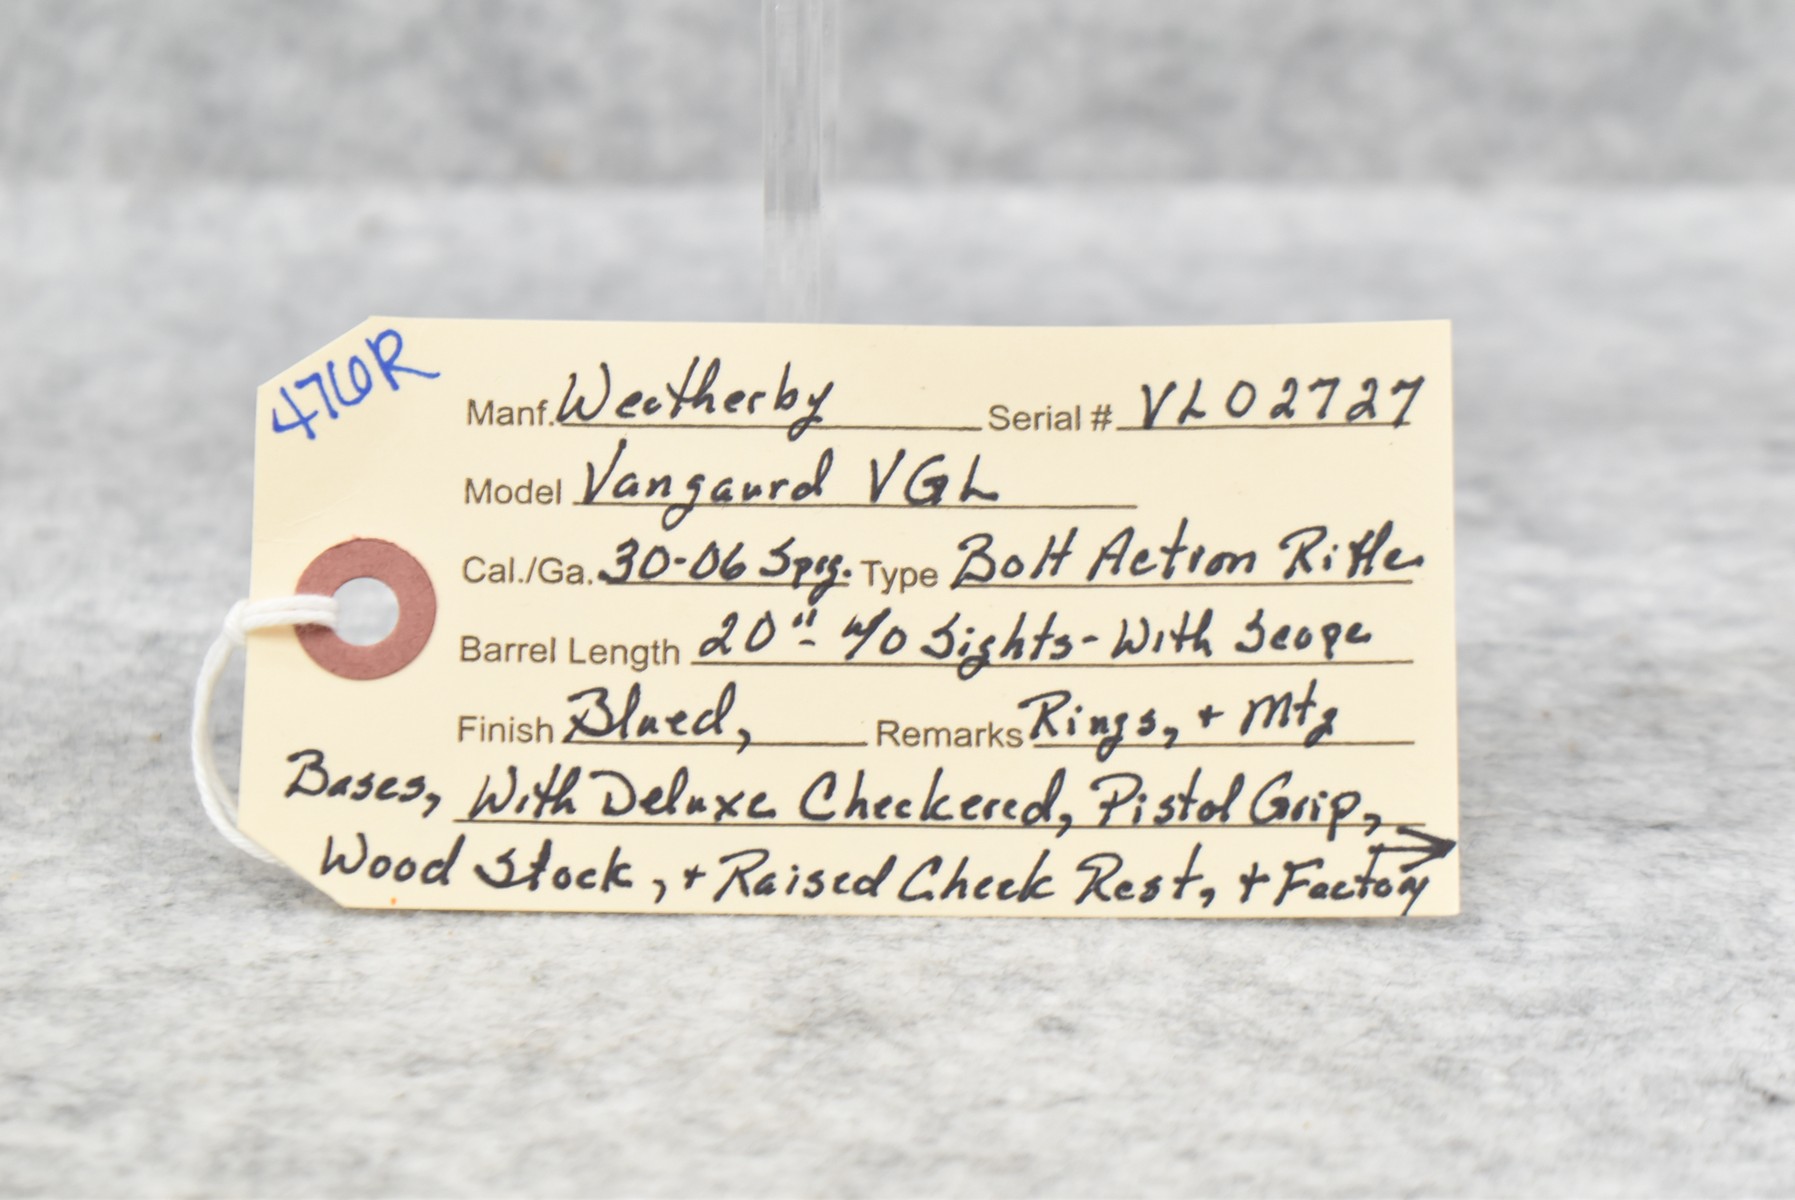 476R
Manf. Weatherby Serial # VL02727
Model Vangaurd VGL
Cal./Ga. 30-06 Sprg. Type Bolt Action Rifle
Barrel Length 20"- w/o Sights - With Scope
Finish Blued, Remarks Rings, + Mtg
Bases, With Deluxe Checkered, Pistol Grip,
Wood Stock, + Raised Cheek Rest, + Factory →